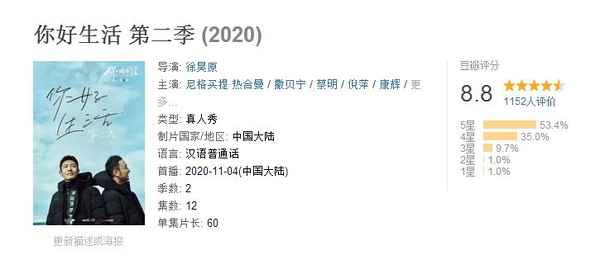 你好生活 第二季 (2020)
你好生活
第二季
更新描述或海报
导演: 徐昊原
主演: 尼格买提·热合曼 / 撒贝宁 / 蔡明 / 倪萍 / 康辉 / 更
多...
类型: 真人秀
制片国家/地区: 中国大陆
语言: 汉语普通话
首播: 2020-11-04(中国大陆)
季数: 2
集数: 12
单集片长: 60
豆瓣评分
8.8
1152人评价
5星 53.4%
4星 35.0%
3星 9.7%
2星 1.0%
1星 1.0%